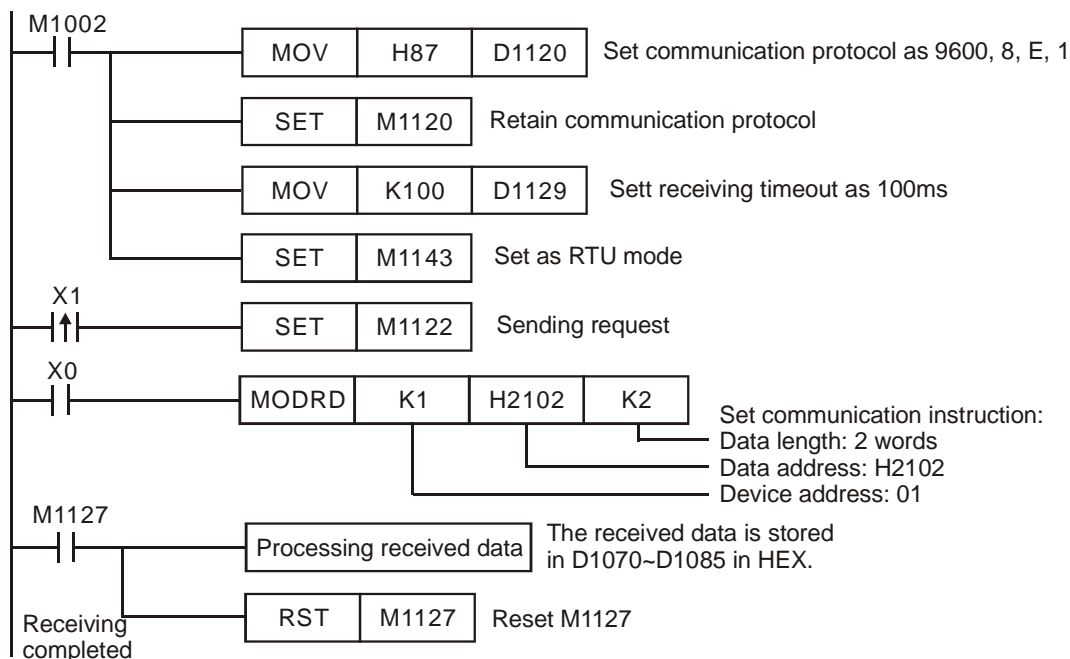 M1002
MOV H87 D1120 Set communication protocol as 9600, 8, E, 1
SET M1120 Retain communication protocol
MOV K100 D1129 Sett receiving timeout as 100ms
SET M1143 Set as RTU mode
X1
SET M1122 Sending request
X0
MODRD K1 H2102 K2
Set communication instruction:
Data length: 2 words
Data address: H2102
Device address: 01
M1127
Processing received data
The received data is stored
in D1070~D1085 in HEX.
RST M1127 Reset M1127
Receiving
completed